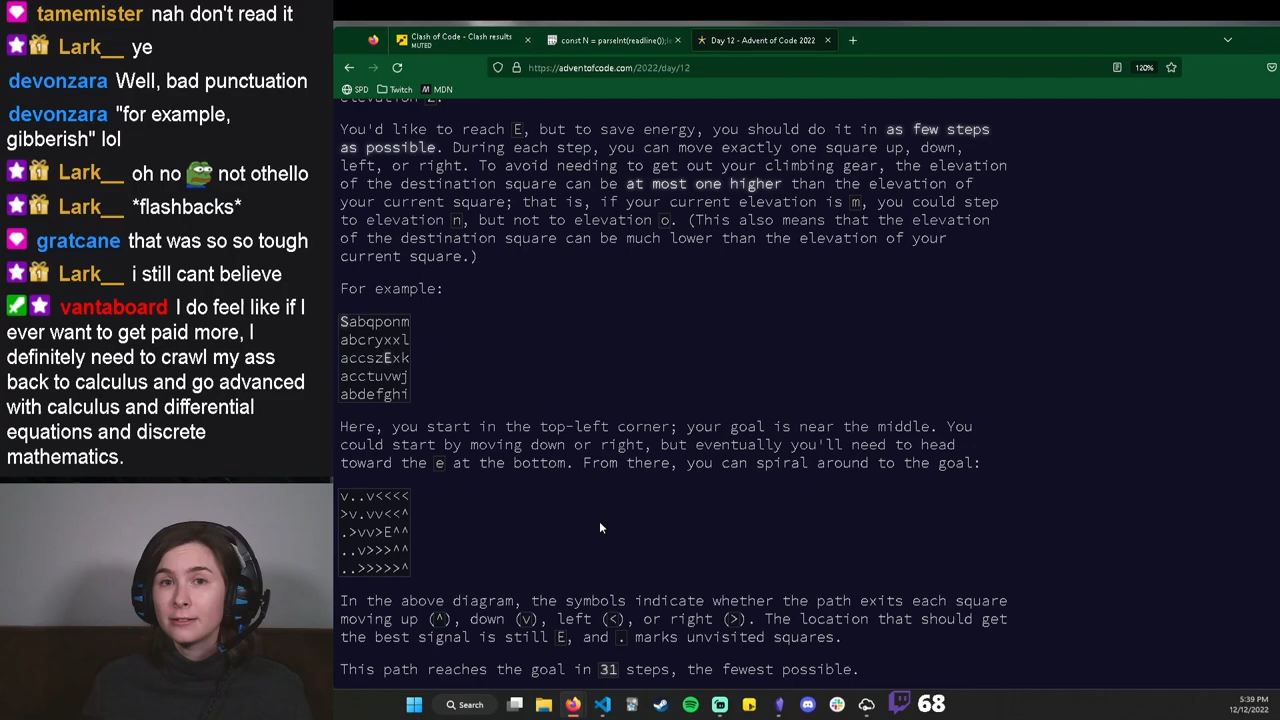 tamemister nah don't read it
Lark__ ye
devonzara Well, bad punctuation
devonzara "for example,
gibberish" lol
Lark__ oh no not othello
Lark__ *flashbacks*
gratcane that was so so tough
Lark__ i still cant believe
vantaboard I do feel like if I
ever want to get paid more, I
definitely need to crawl my ass
back to calculus and go advanced
with calculus and differential
equations and discrete
mathematics.
Clash of Code - Clash results
MUTED
const N = parseInt(readline());le
Day 12 - Advent of Code 2022
https://adventofcode.com/2022/day/12
120%
SPD Twitch MDN
You'd like to reach E, but to save energy, you should do it in as few steps
as possible. During each step, you can move exactly one square up, down,
left, or right. To avoid needing to get out your climbing gear, the elevation
of the destination square can be at most one higher than the elevation of
your current square; that is, if your current elevation is m, you could step
to elevation n, but not to elevation o. (This also means that the elevation
of the destination square can be much lower than the elevation of your
current square.)
For example:
Sabqponm
abcryxxl
accszExk
acctuvwj
abdefghi
Here, you start in the top-left corner; your goal is near the middle. You
could start by moving down or right, but eventually you'll need to head
toward the e at the bottom. From there, you can spiral around to the goal:
v..v<<<<
>v.vv<<^
.>vv>E^^
..v>>>^^
..>>>>>^
In the above diagram, the symbols indicate whether the path exits each square
moving up (^), down (v), left (<), or right (>). The location that should get
the best signal is still E, and . marks unvisited squares.
This path reaches the goal in 31 steps, the fewest possible.
Search
68
5:39 PM
12/12/2022